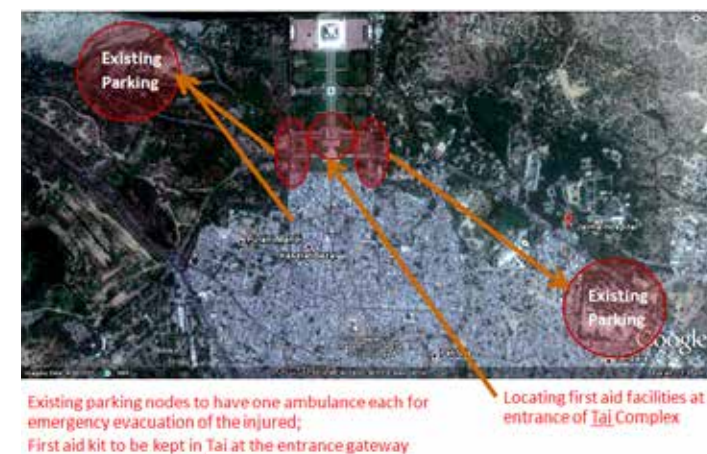 Existing
Parking
Existing
Parking
Google
Existing parking nodes to have one ambulance each for
emergency evacuation of the injured;
First aid kit to be kept in Taj at the entrance gateway
Locating first aid facilities at
entrance of Taj Complex